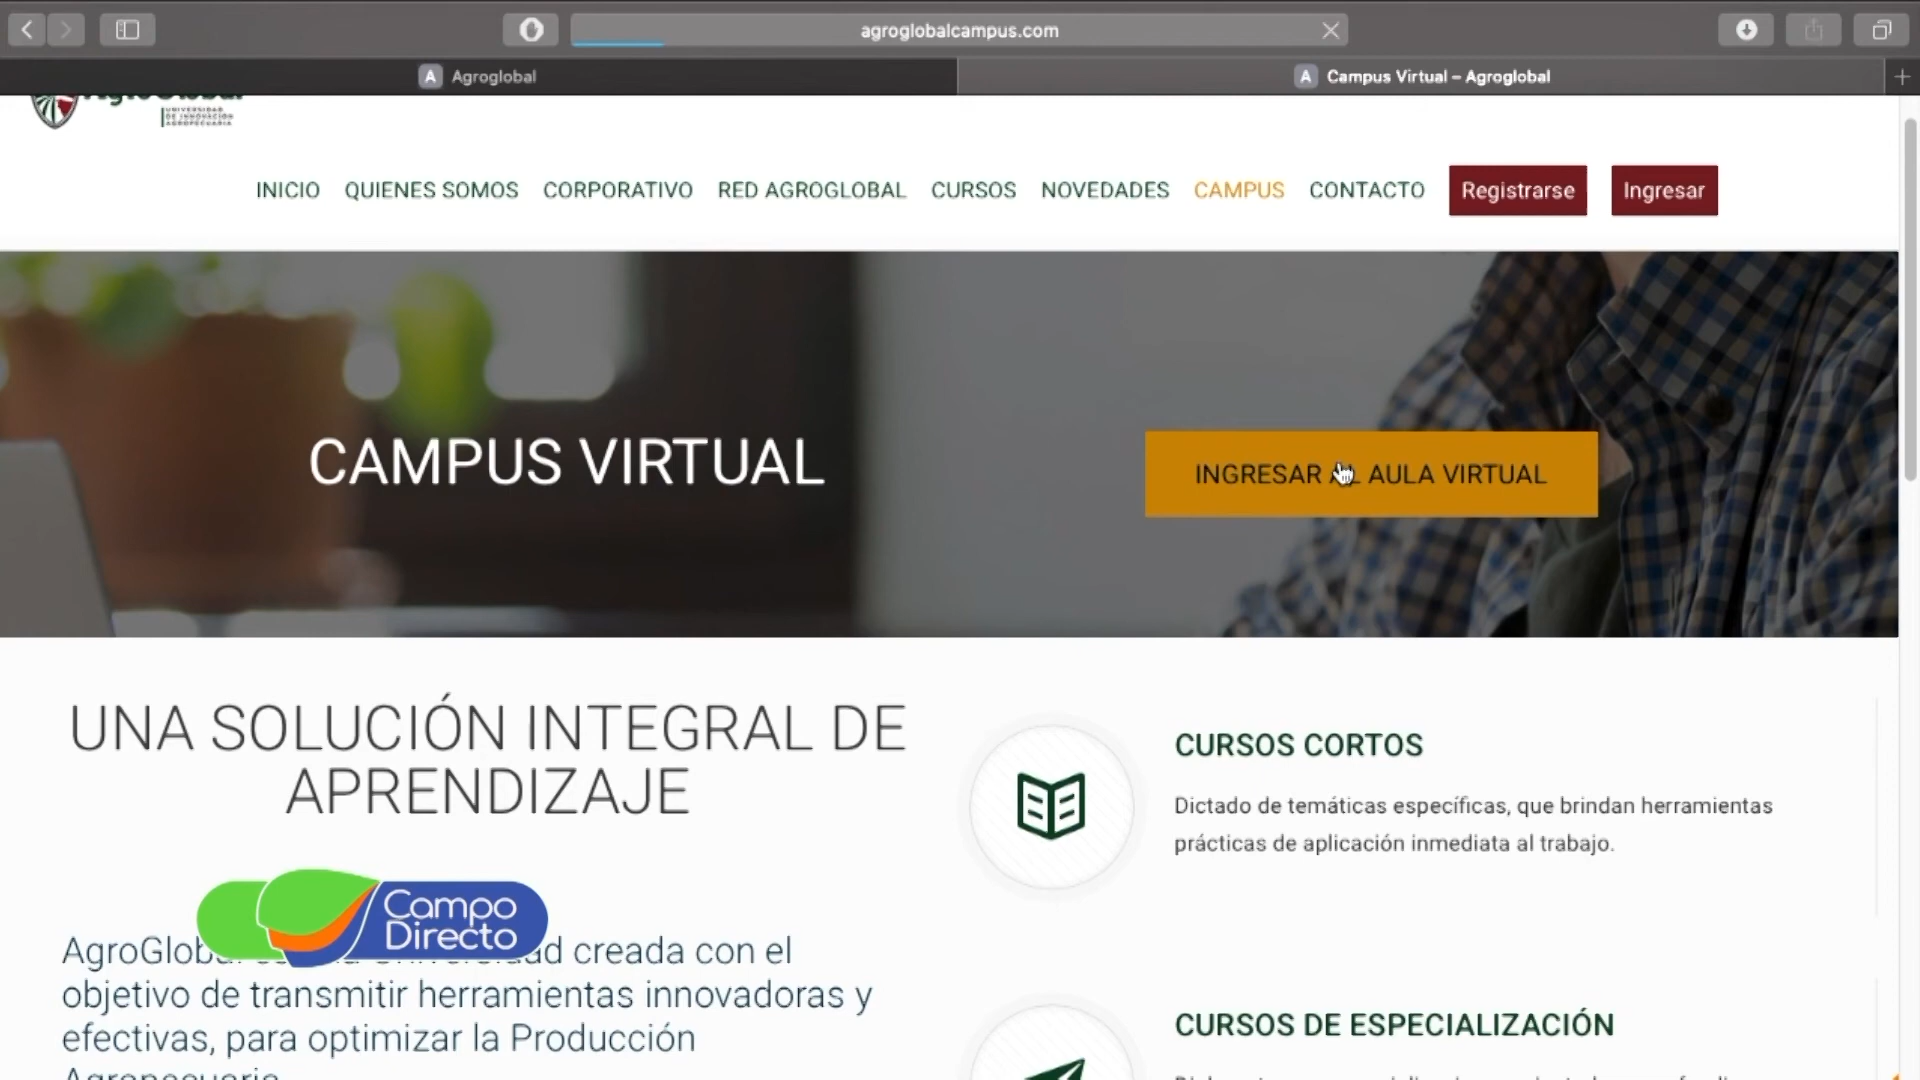 agroglobalcampus.com
A Agroglobal
A Campus Virtual – Agroglobal
UNIVERSIDAD
DE INNOVACIÓN
AGROPECUARIA
INICIO QUIENES SOMOS CORPORATIVO RED AGROGLOBAL CURSOS NOVEDADES CAMPUS CONTACTO Registrarse Ingresar
CAMPUS VIRTUAL
INGRESAR AL AULA VIRTUAL
UNA SOLUCIÓN INTEGRAL DE
APRENDIZAJE
CURSOS CORTOS
Dictado de temáticas específicas, que brindan herramientas
prácticas de aplicación inmediata al trabajo.
Campo
Directo
creada con el
objetivo de transmitir herramientas innovadoras y
efectivas, para optimizar la Producción
CURSOS DE ESPECIALIZACIÓN